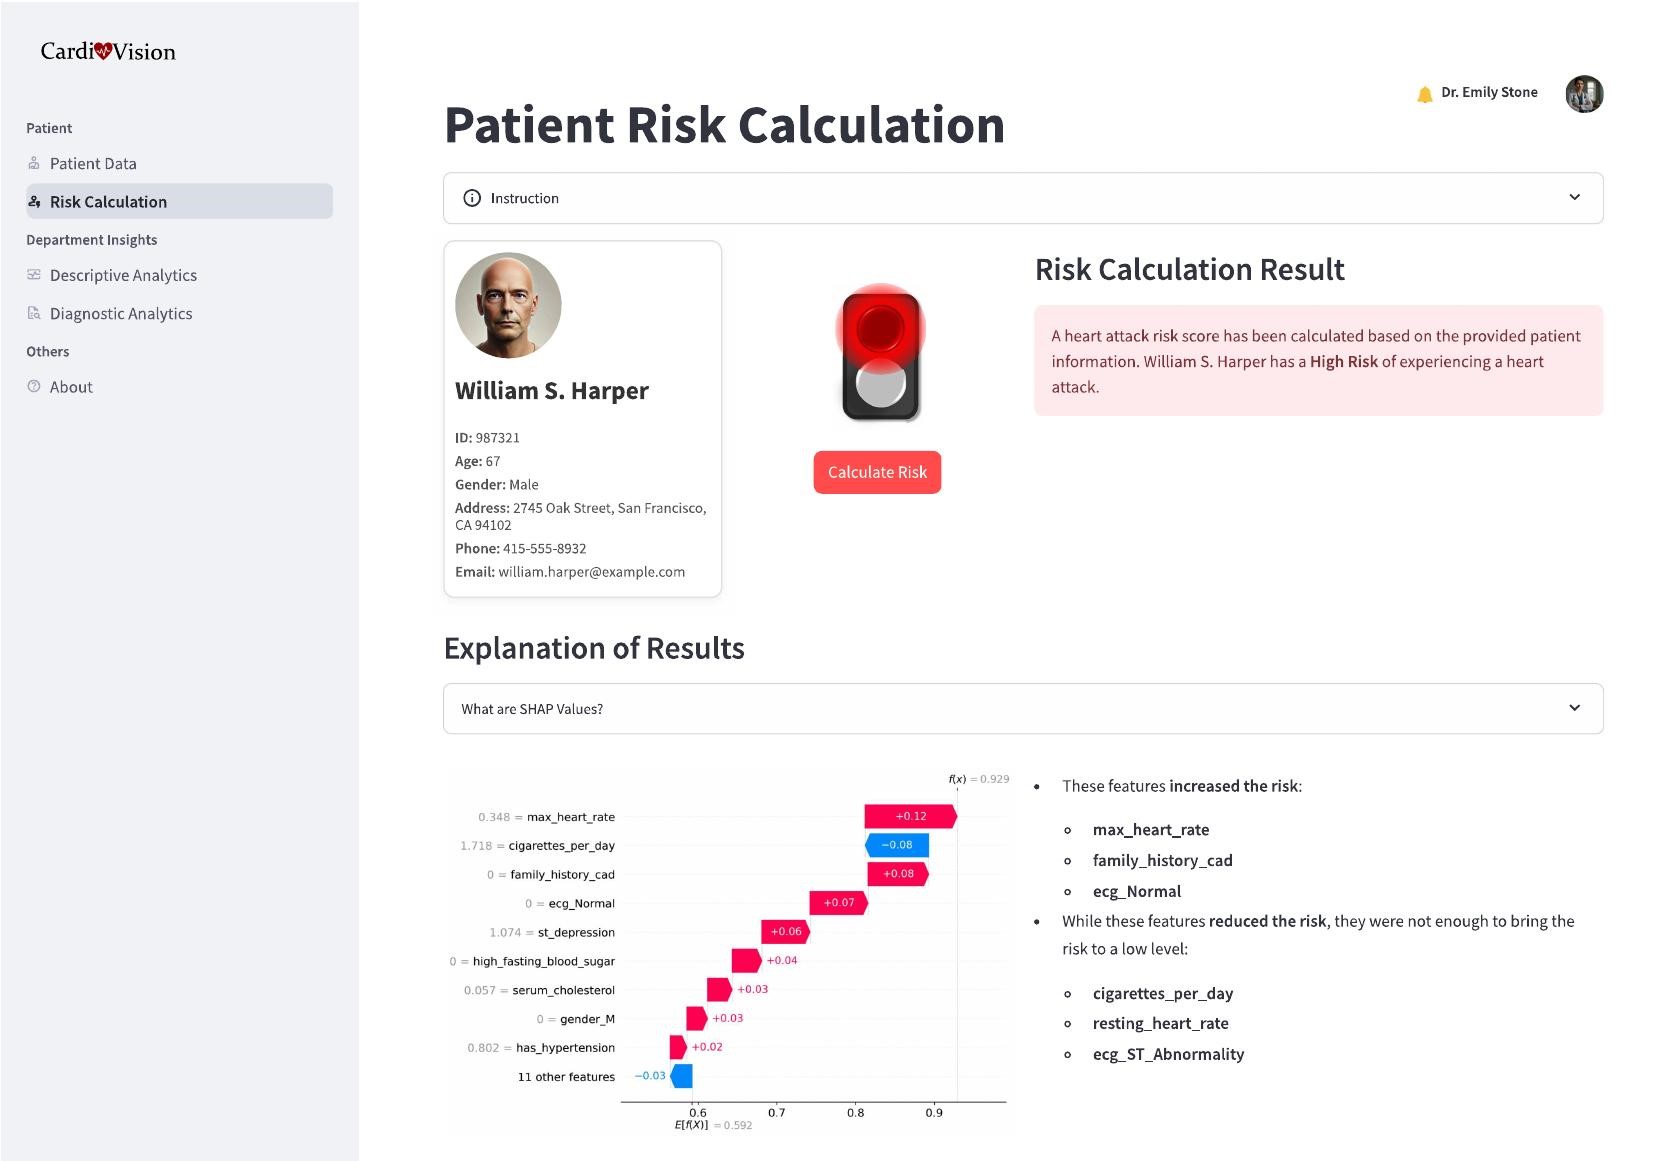 Cardi Vision
Patient
Patient Data
Risk Calculation
Department Insights
Descriptive Analytics
Diagnostic Analytics
Others
About
Dr. Emily Stone
Patient Risk Calculation
Instruction
William S. Harper
ID: 987321
Age: 67
Gender: Male
Address: 2745 Oak Street, San Francisco,
CA 94102
Phone: 415-555-8932
Email: william.harper@example.com
Calculate Risk
Risk Calculation Result
A heart attack risk score has been calculated based on the provided patient
information. William S. Harper has a High Risk of experiencing a heart
attack.
Explanation of Results
What are SHAP Values?
f(x) = 0.929
0.348 = max_heart_rate +0.12
1.718 = cigarettes_per_day −0.08
0 = family_history_cad +0.08
0 = ecg_Normal +0.07
1.074 = st_depression +0.06
0 = high_fasting_blood_sugar +0.04
0.057 = serum_cholesterol +0.03
0 = gender_M +0.03
0.802 = has_hypertension +0.02
11 other features −0.03
0.6 0.7 0.8 0.9
E[f(X)] = 0.592
These features increased the risk:
max_heart_rate
family_history_cad
ecg_Normal
While these features reduced the risk, they were not enough to bring the
risk to a low level:
cigarettes_per_day
resting_heart_rate
ecg_ST_Abnormality